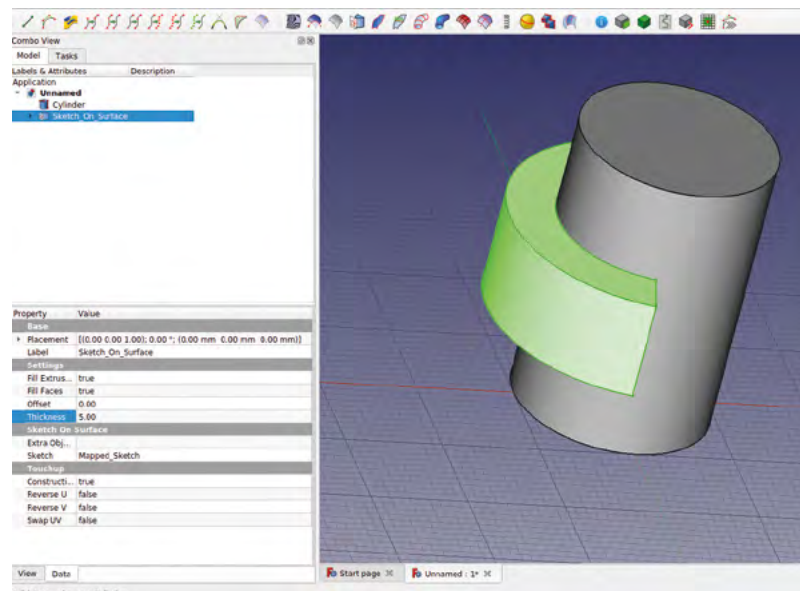 Combo View
Model Tasks
Labels & Attributes Description
Application
Unnamed
Cylinder
Sketch_On_Surface
Property Value
Base
Placement [(0.00 0.00 1.00); 0.00 °; (0.00 mm 0.00 mm 0.00 mm)]
Label Sketch_On_Surface
Settings
Fill Extrus... true
Fill Faces true
Offset 0.00
Thickness 5.00
Sketch On Surface
Extra Obj...
Sketch Mapped_Sketch
Touchup
Constructi... true
Reverse U false
Reverse V false
Swap UV false
View Data
Start page
Unnamed : 1*